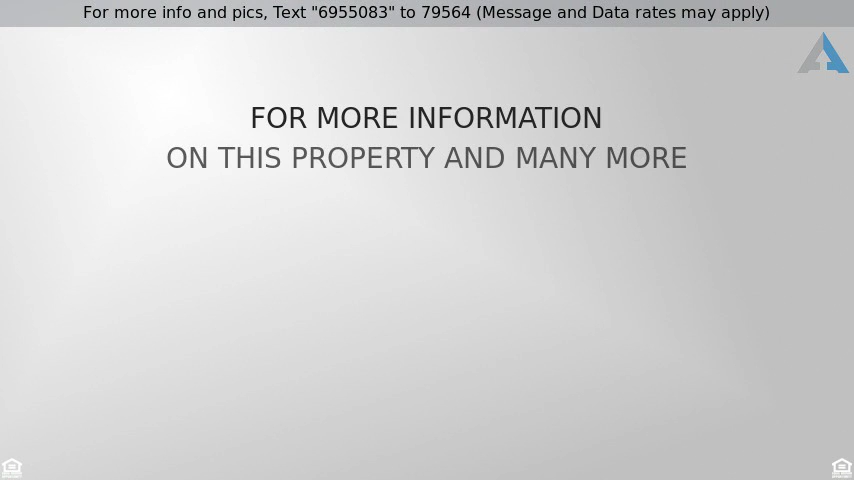 For more info and pics, Text "6955083" to 79564 (Message and Data rates may apply)
FOR MORE INFORMATION
ON THIS PROPERTY AND MANY MORE